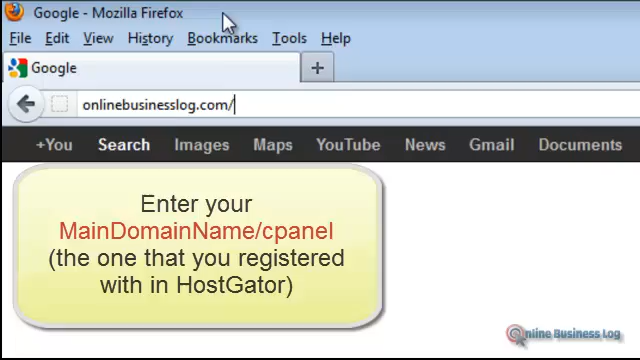 Google - Mozilla Firefox
File Edit View History Bookmarks Tools Help
Google
onlinebusinesslog.com/
+You Search Images Maps YouTube News Gmail Documents
Enter your
MainDomainName/cpanel
(the one that you registered
with in HostGator)
Online Business Log